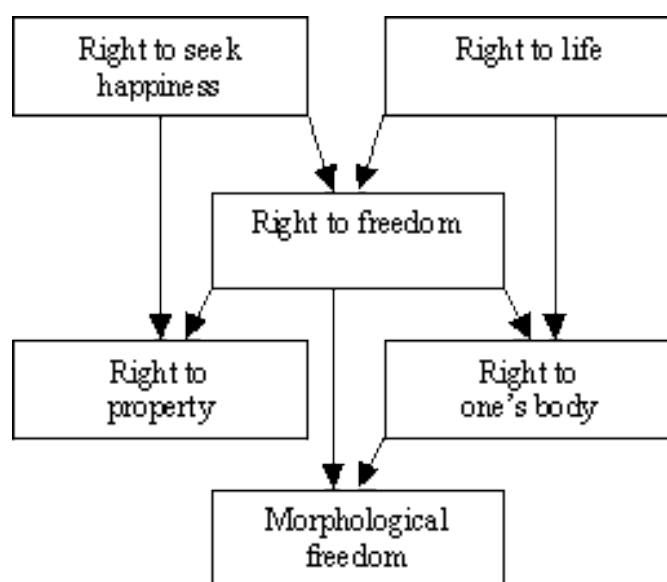 Right to seek
happiness
Right to life
Right to freedom
Right to
property
Right to
one's body
Morphological
freedom